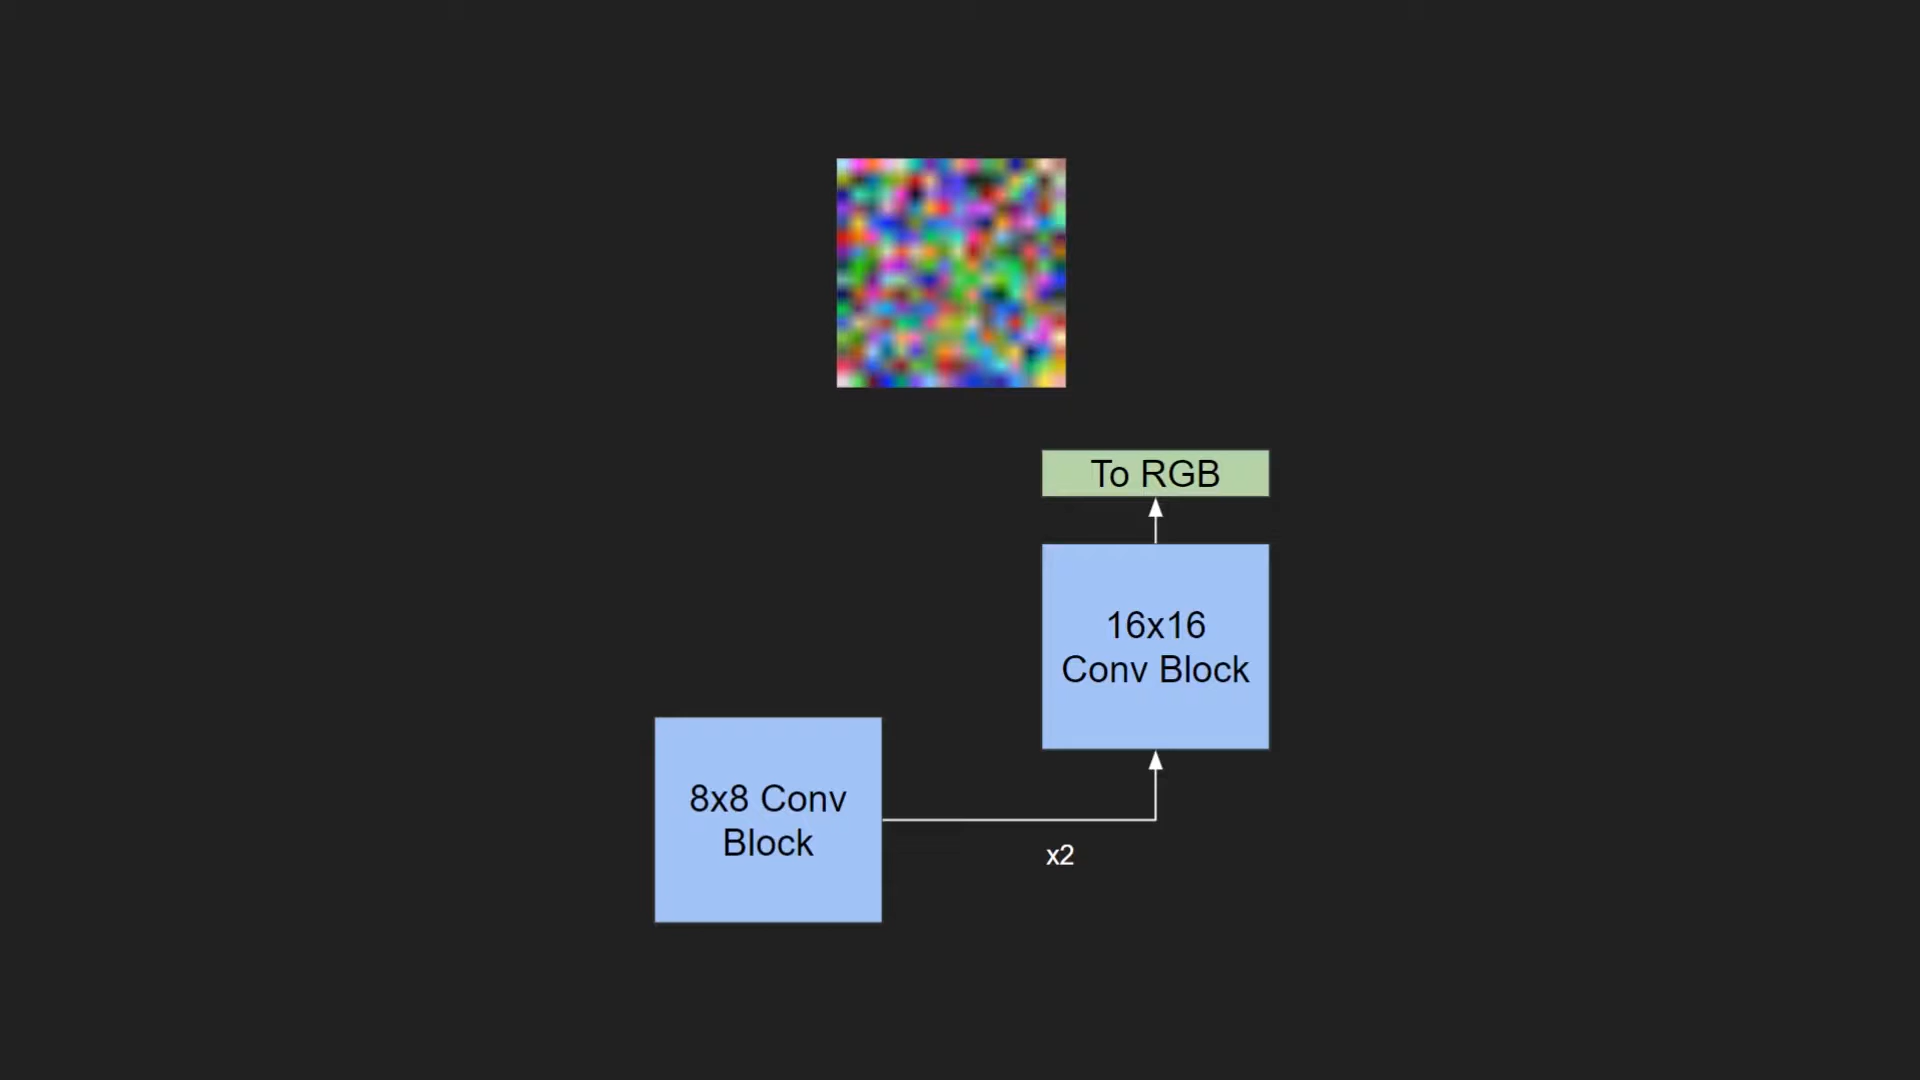 To RGB
16x16
Conv Block
8x8 Conv
Block
x2